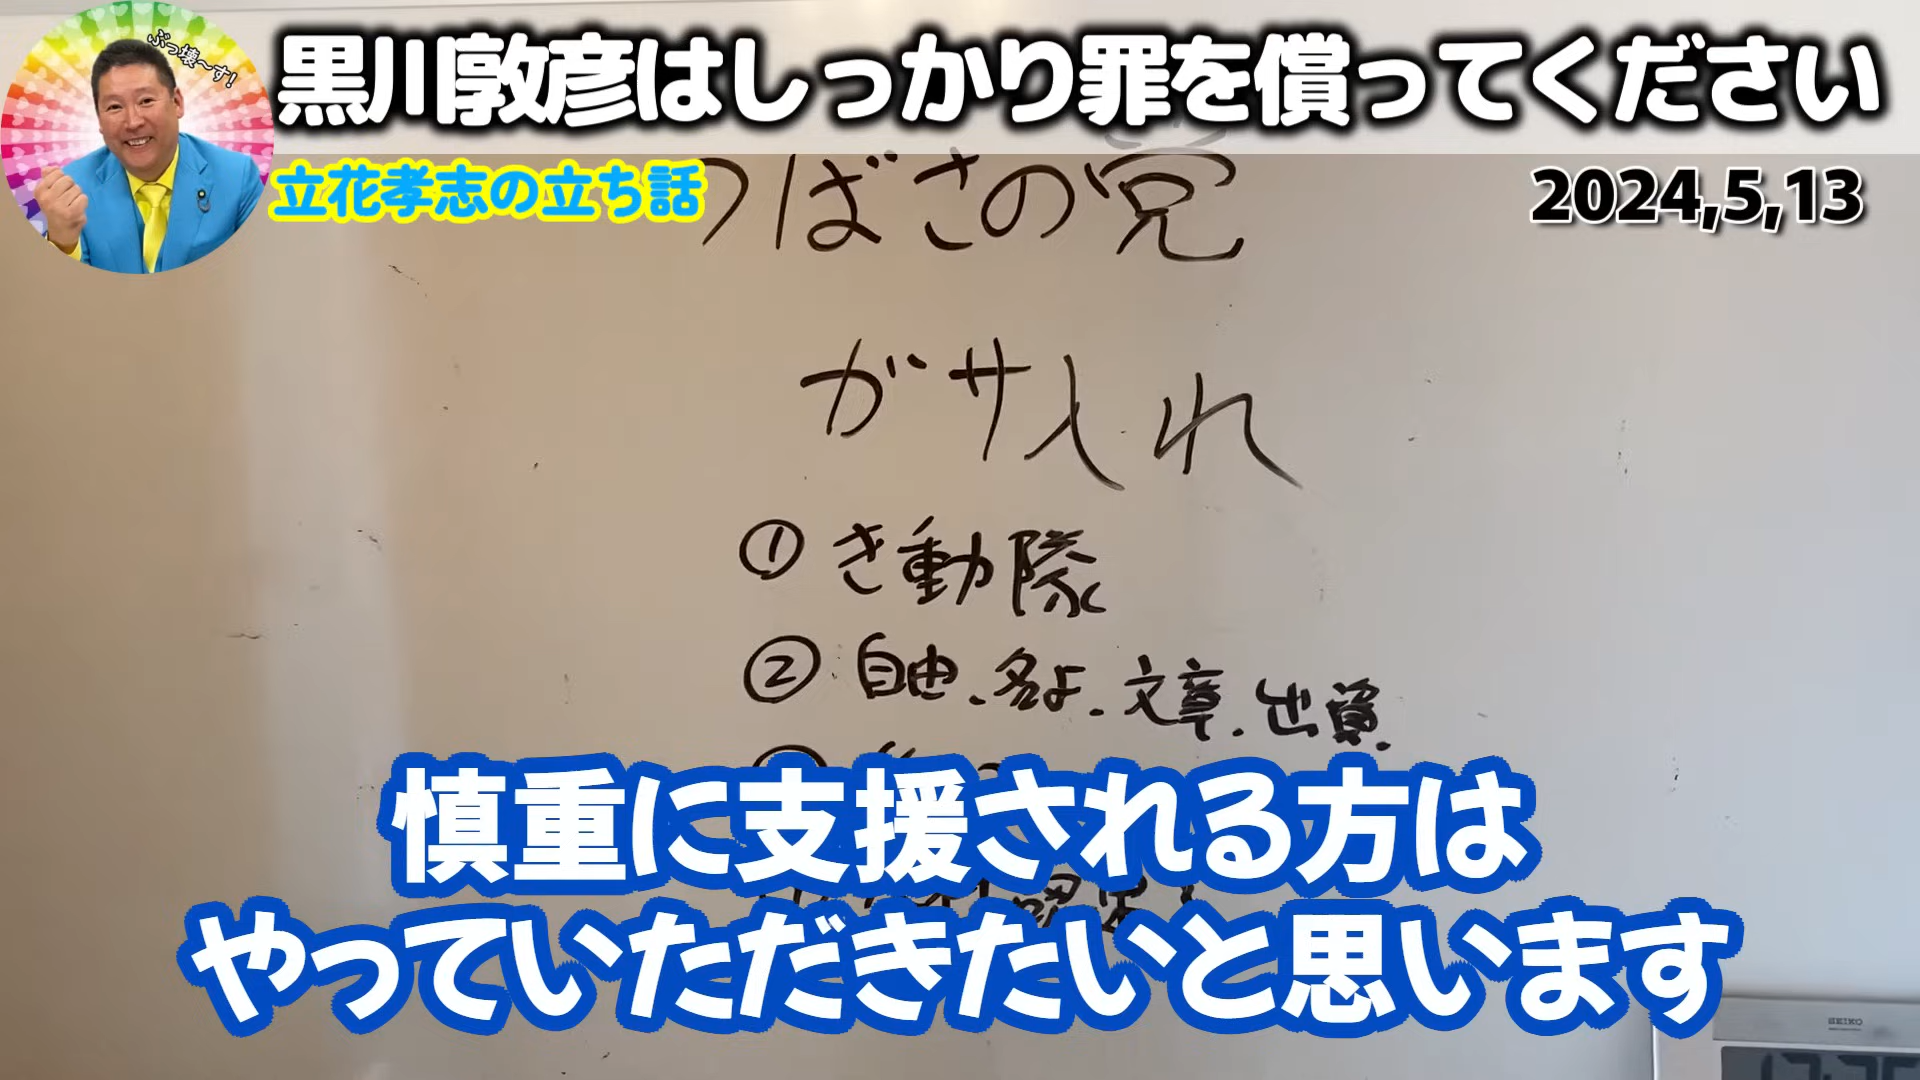 黒川敦彦はしっかり罪を償ってください
ぶっ壊～す!
立花孝志の立ち話
2024,5,13
つばさの党
ガサ入れ
① き動隊
② 自由、名よ、文章、出資、
慎重に支援される方は
やっていただきたいと思います
SEIKO